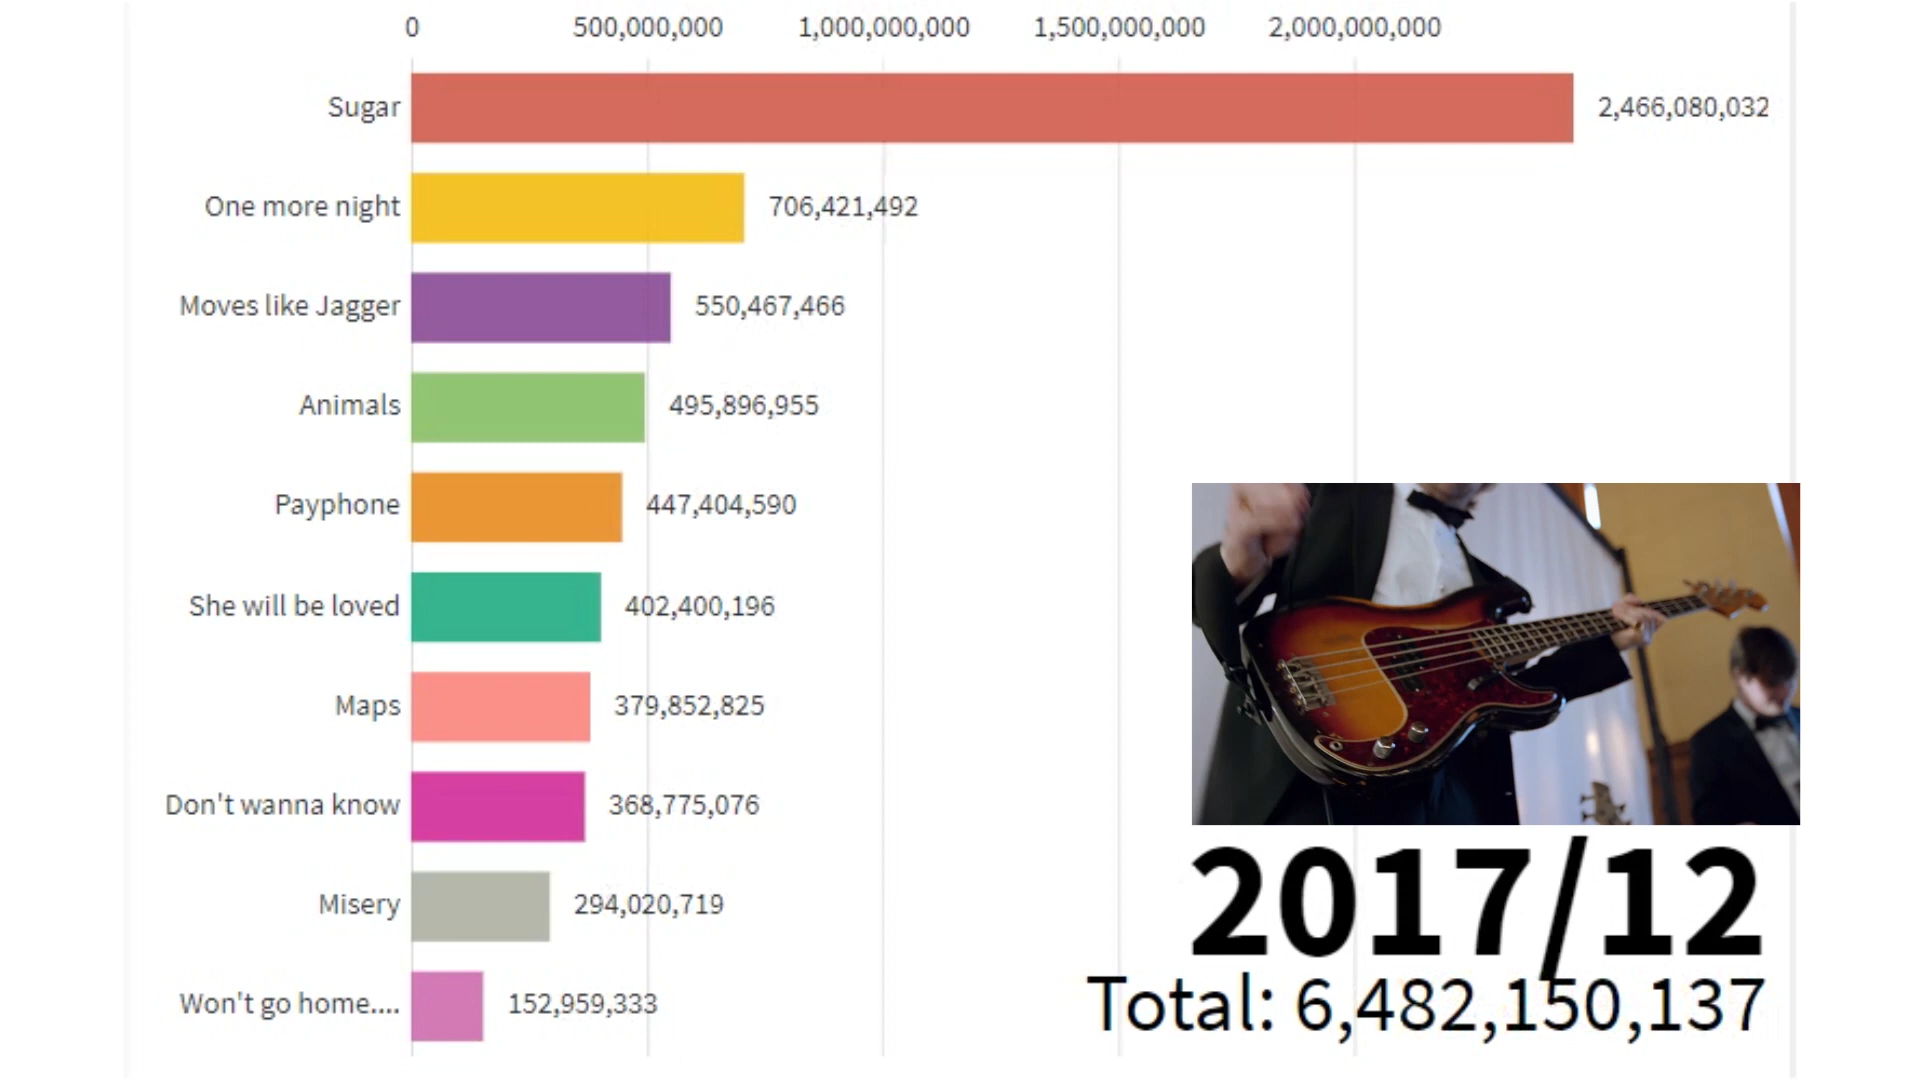 0 500,000,000 1,000,000,000 1,500,000,000 2,000,000,000
Sugar 2,466,080,032
One more night 706,421,492
Moves like Jagger 550,467,466
Animals 495,896,955
Payphone 447,404,590
She will be loved 402,400,196
Maps 379,852,825
Don't wanna know 368,775,076
Misery 294,020,719
Won't go home.... 152,959,333
2017/12
Total: 6,482,150,137